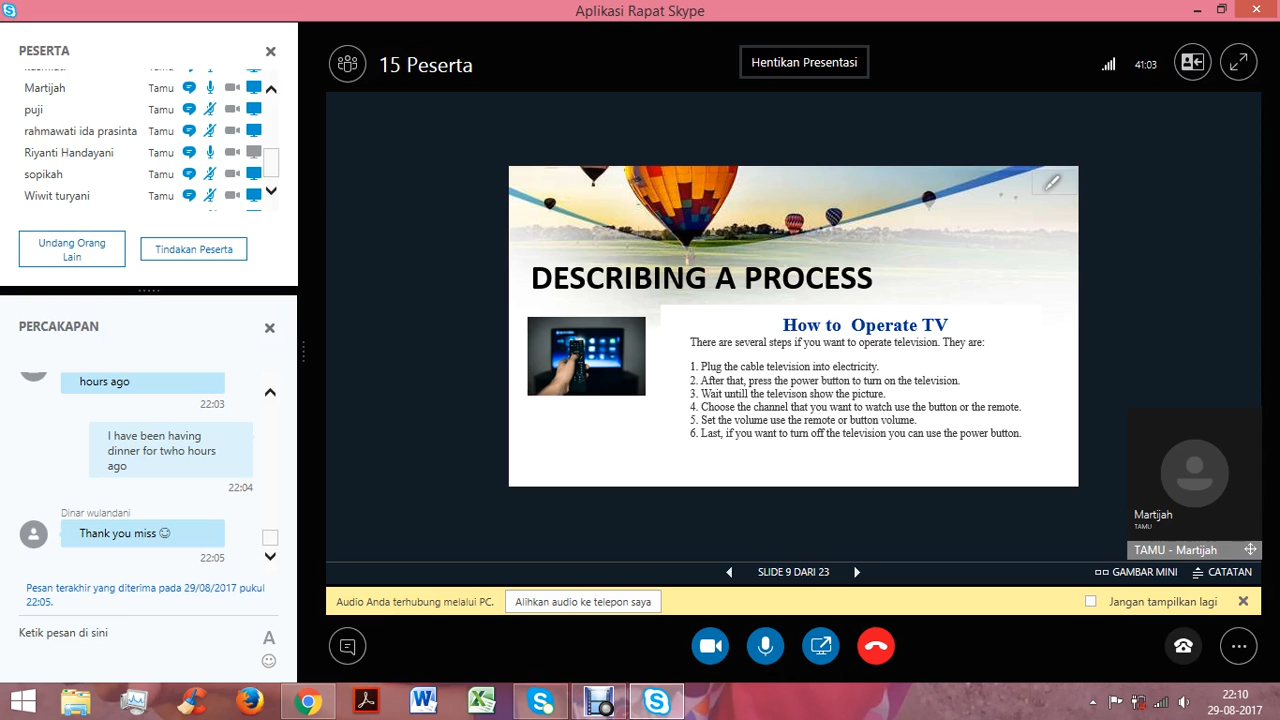 Aplikasi Rapat Skype
PESERTA
Martijah Tamu
puji Tamu
rahmawati ida prasinta Tamu
Riyanti Handayani Tamu
sopikah Tamu
Wiwit turyani Tamu
Undang Orang
Lain
Tindakan Peserta
PERCAKAPAN
hours ago
22:03
I have been having
dinner for twho hours
ago
22:04
Dinar wulandani
Thank you miss ☺
22:05
Pesan terakhir yang diterima pada 29/08/2017 pukul
22:05.
Ketik pesan di sini
A
15 Peserta
Hentikan Presentasi
41:03
DESCRIBING A PROCESS
How to Operate TV
There are several steps if you want to operate television. They are:
1. Plug the cable television into electricity.
2. After that, press the power button to turn on the television.
3. Wait untill the televison show the picture.
4. Choose the channel that you want to watch use the button or the remote.
5. Set the volume use the remote or button volume.
6. Last, if you want to turn off the television you can use the power button.
Martijah
TAMU
TAMU - Martijah
SLIDE 9 DARI 23
GAMBAR MINI
CATATAN
Audio Anda terhubung melalui PC.
Alihkan audio ke telepon saya
Jangan tampilkan lagi
22:10
29-08-2017